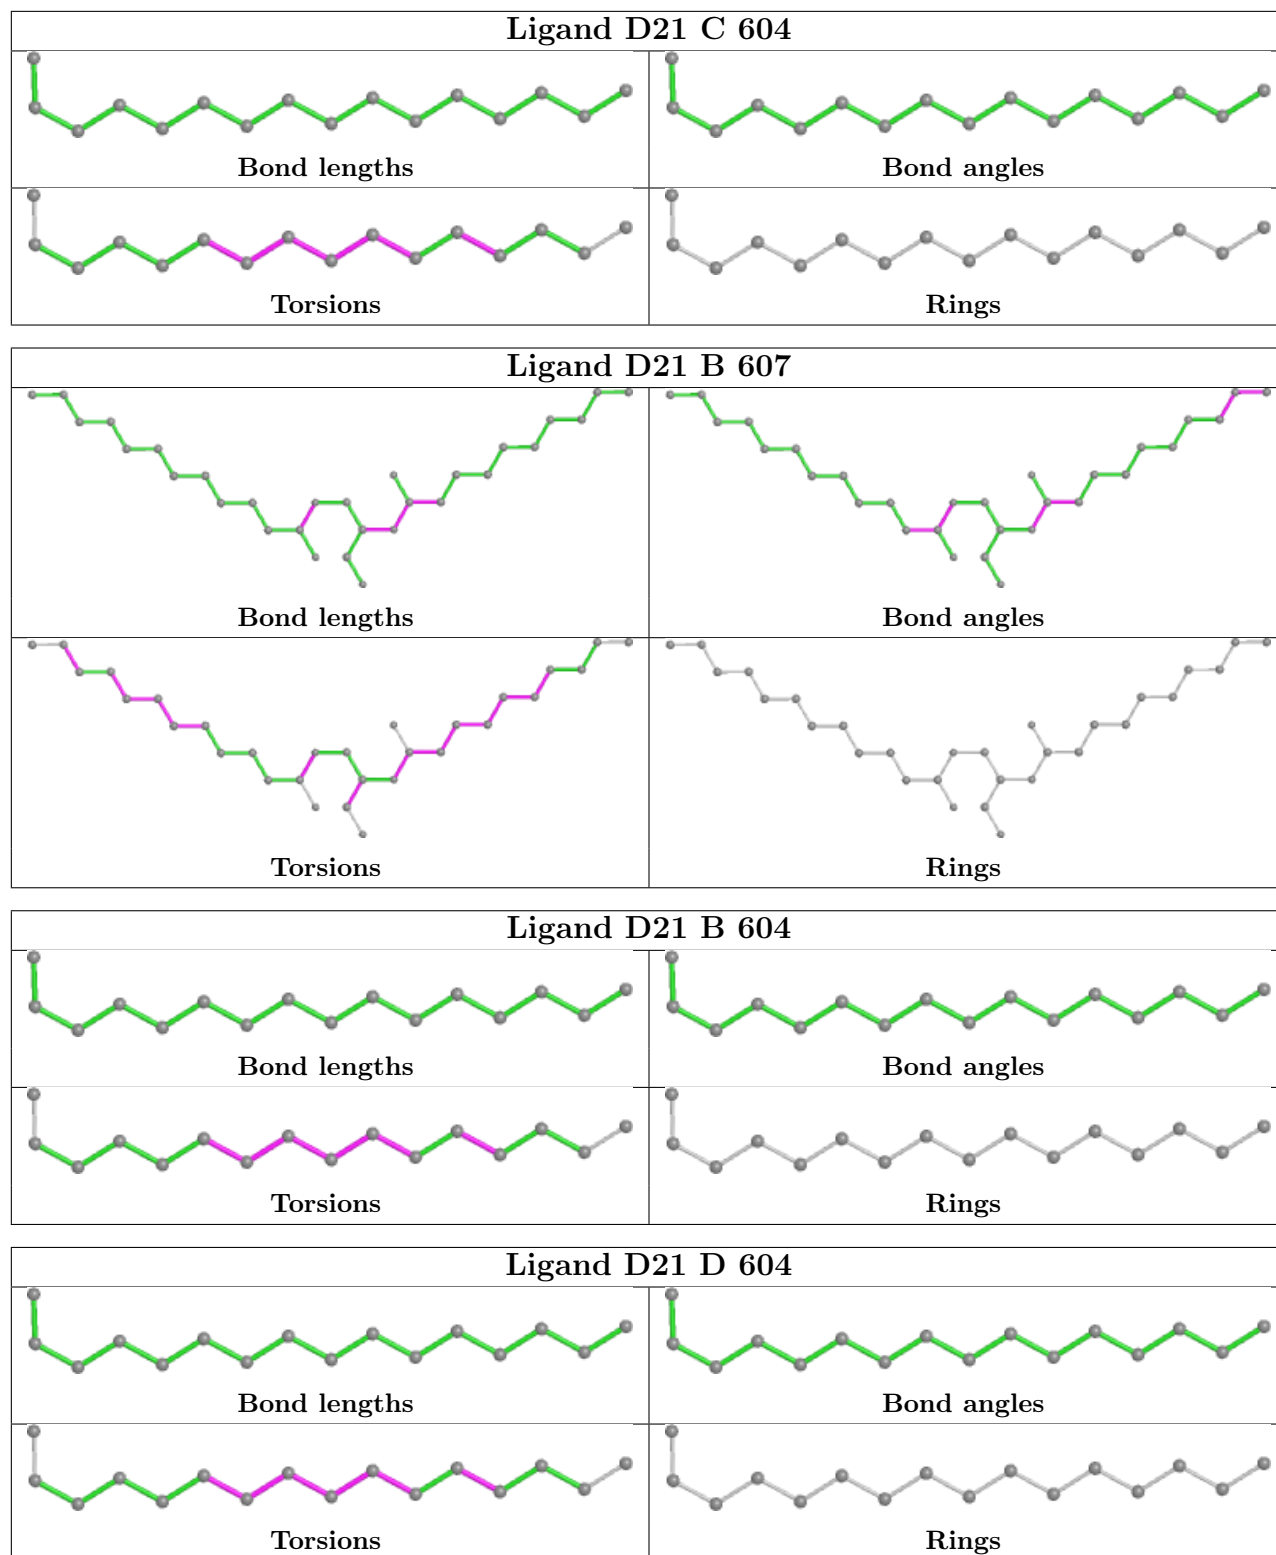 Ligand D21 C 604
Bond lengths Bond angles
Torsions Rings
Ligand D21 B 607
Bond lengths Bond angles
Torsions Rings
Ligand D21 B 604
Bond lengths Bond angles
Torsions Rings
Ligand D21 D 604
Bond lengths Bond angles
Torsions Rings